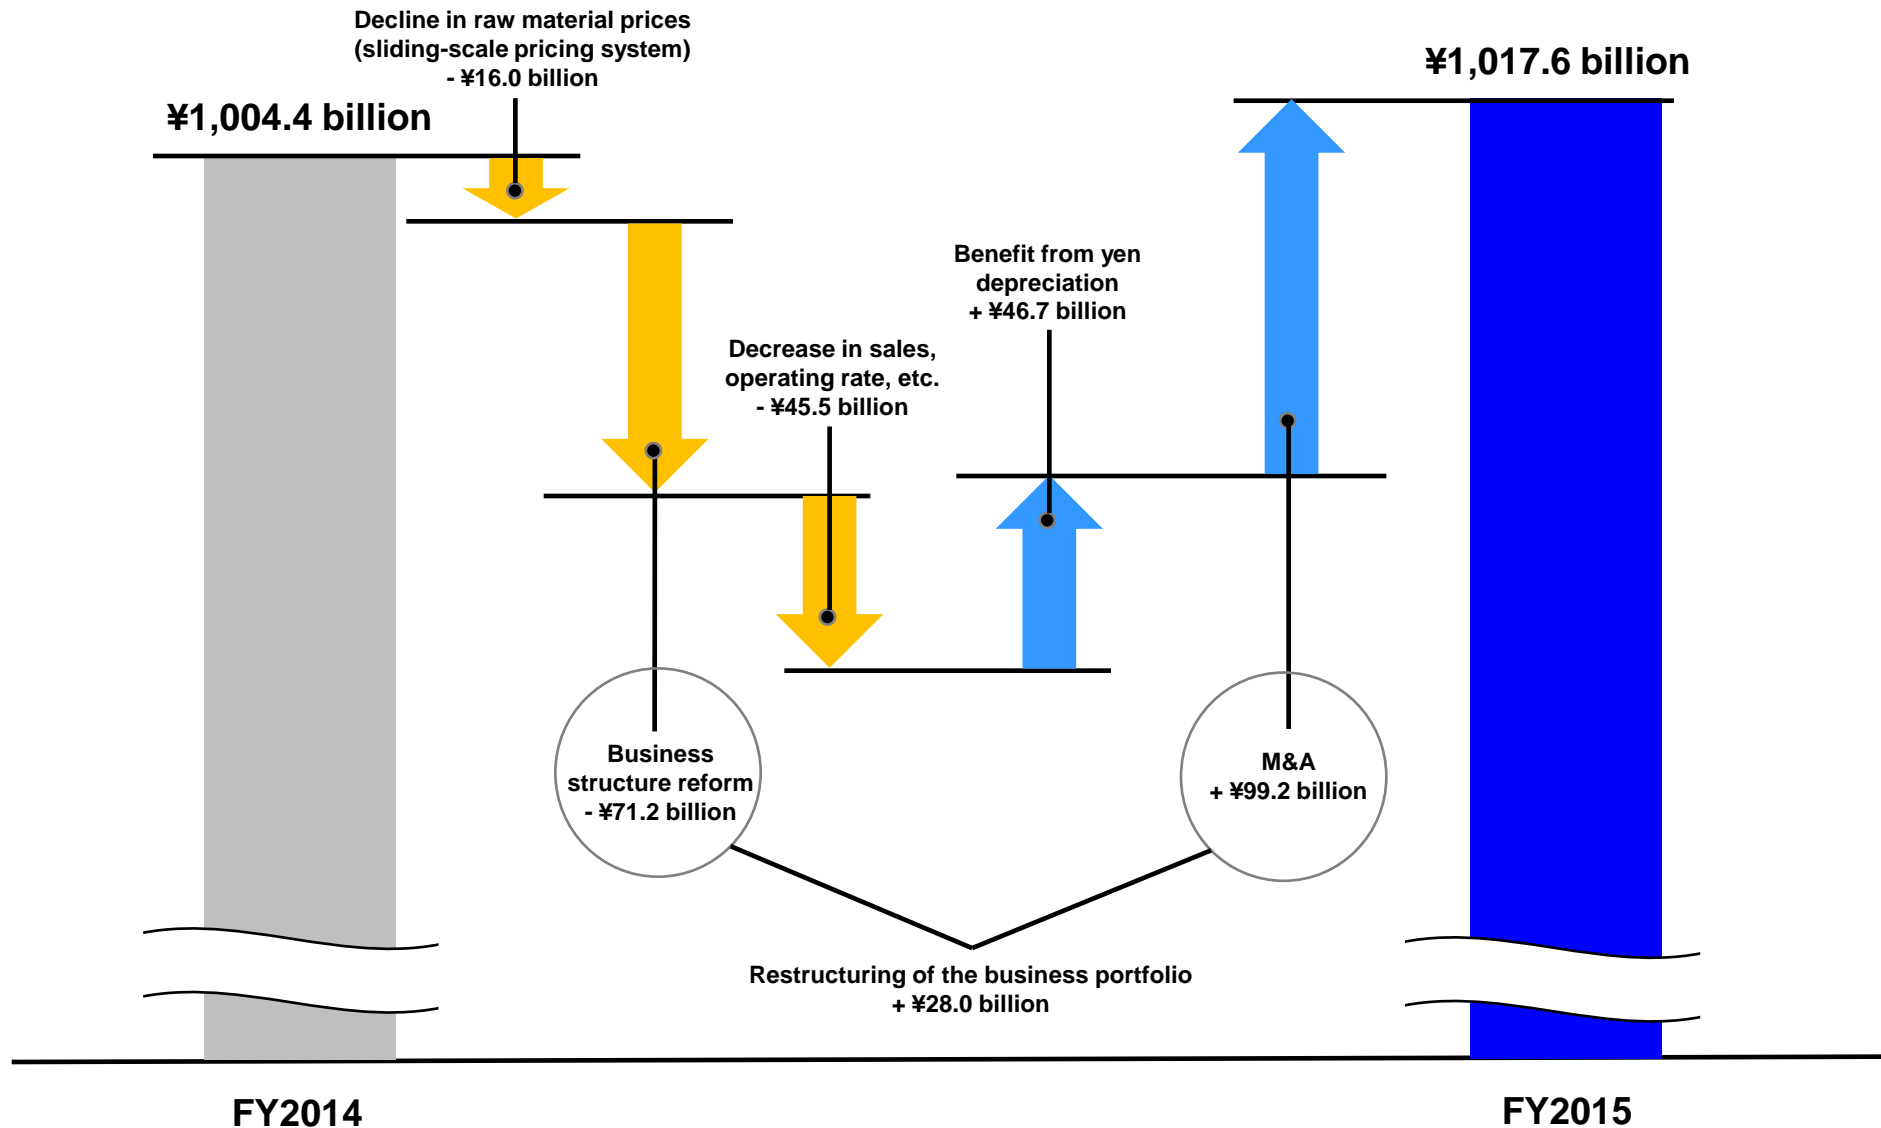 Decline in raw material prices
(sliding-scale pricing system)
- ¥16.0 billion
¥1,004.4 billion
¥1,017.6 billion
Benefit from yen
depreciation
+ ¥46.7 billion
Decrease in sales,
operating rate, etc.
- ¥45.5 billion
Business
structure reform
- ¥71.2 billion
M&A
+ ¥99.2 billion
Restructuring of the business portfolio
+ ¥28.0 billion
FY2014
FY2015